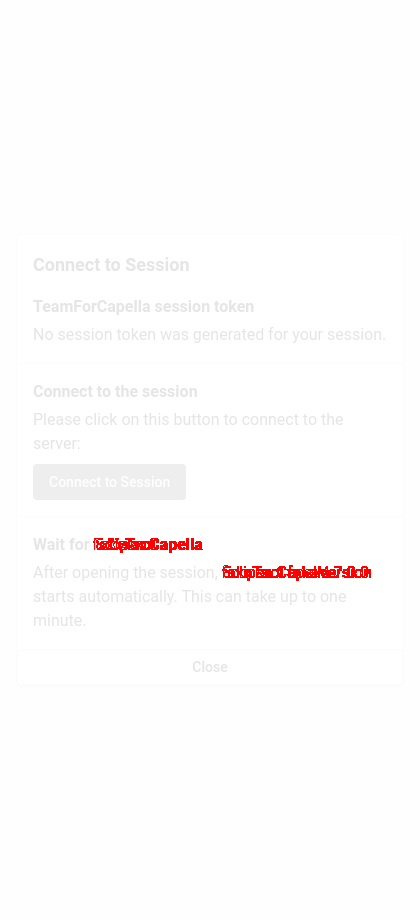 Connect to Session
TeamForCapella session token
No session token was generated for your session.
Connect to the session
Please click on this button to connect to the
server:
Connect to Session
Wait for
After opening the session,
starts automatically. This can take up to one
minute.
Close